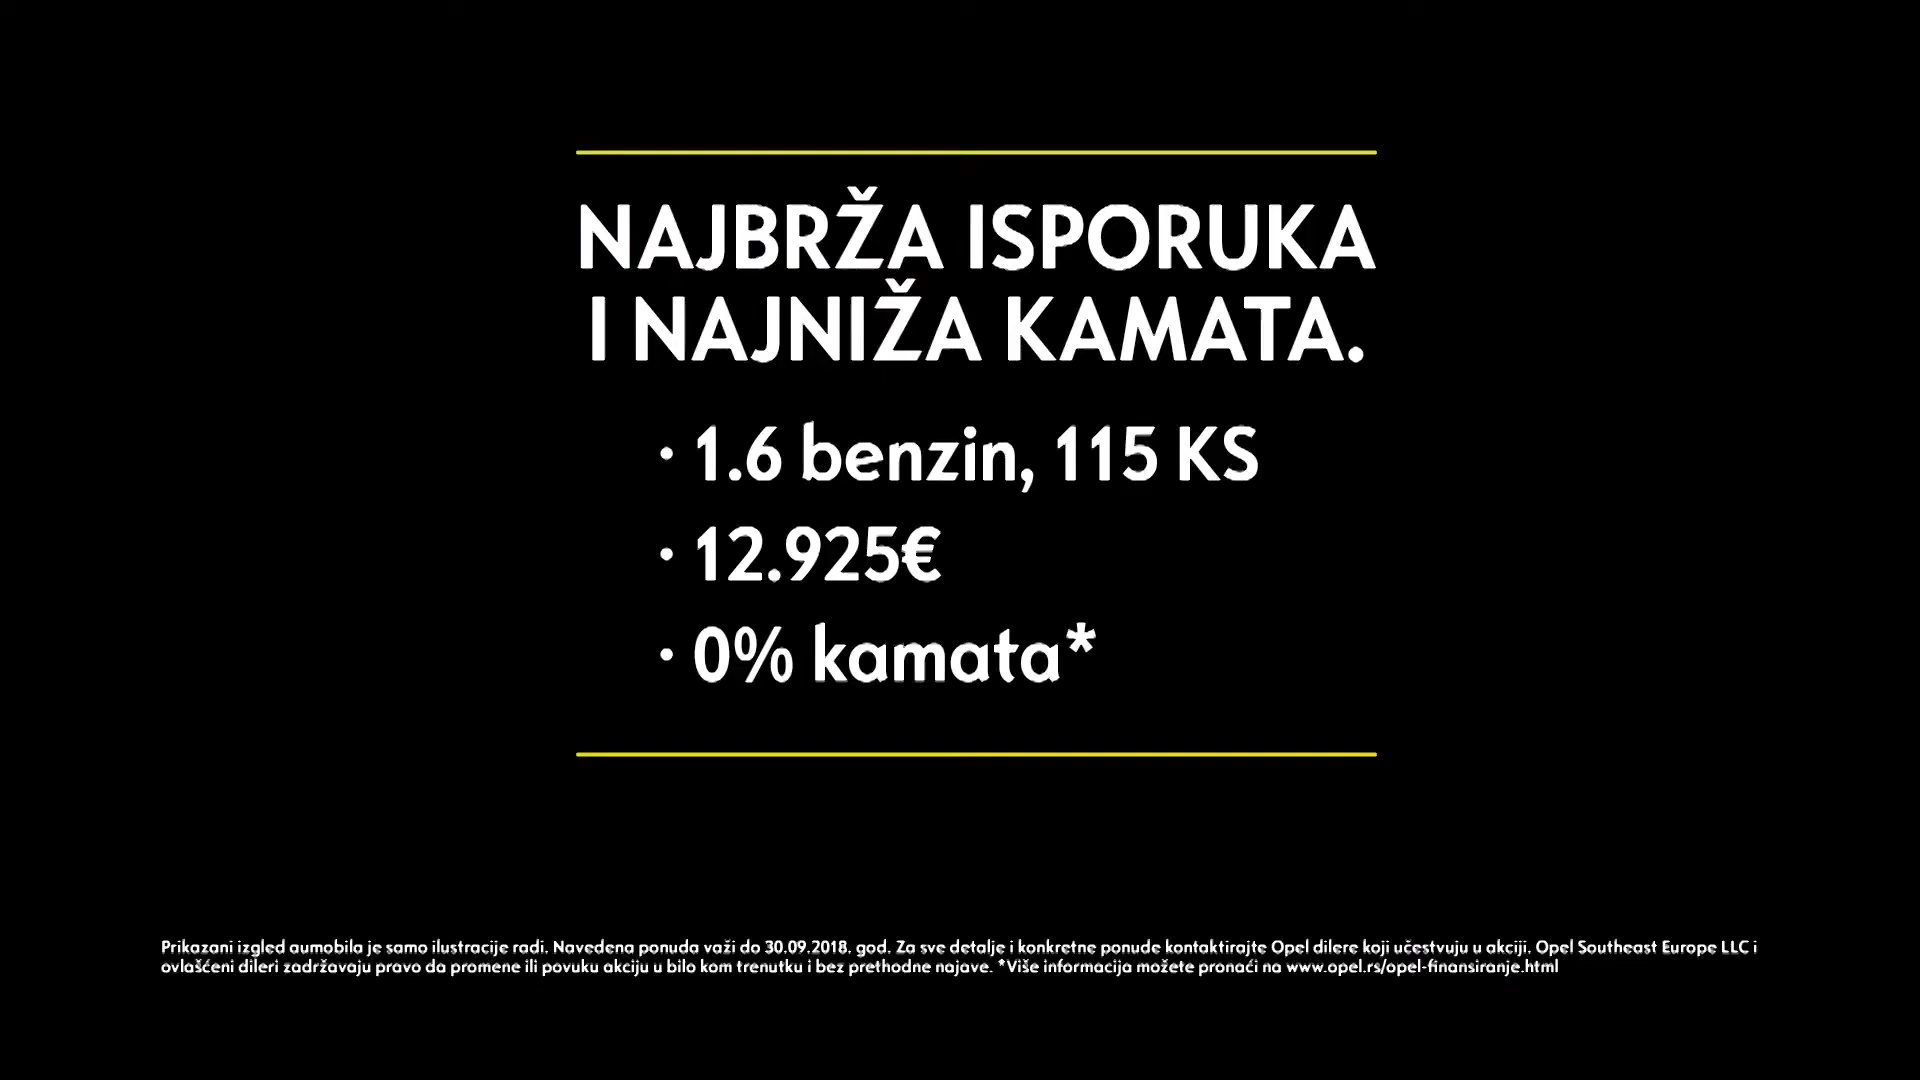 NAJBRŽA ISPORUKA
I NAJNIŽA KAMATA.
· 1.6 benzin, 115 KS
· 12.925€
· 0% kamata*
Prikazani izgled aumobila je samo ilustracije radi. Navedena ponuda važi do 30.09.2018. god. Za sve detalje i konkretne ponude kontaktirajte Opel dilere koji učestvuju u akciji. Opel Southeast Europe LLC i
ovlašćeni dileri zadržavaju pravo da promene ili povuku akciju u bilo kom trenutku i bez prethodne najave. *Više informacija možete pronaći na www.opel.rs/opel-finansiranje.html